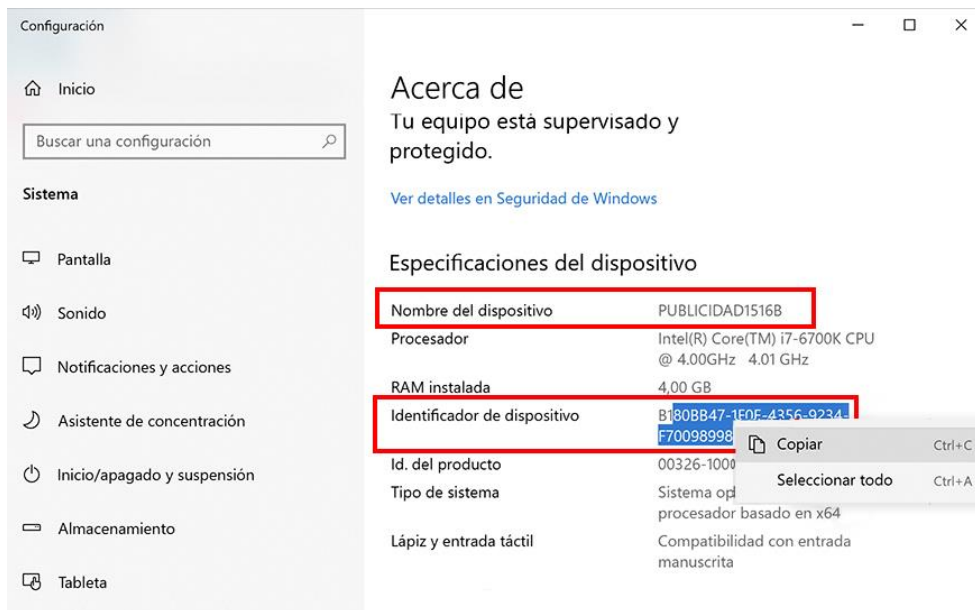 Configuración
Inicio
Buscar una configuración
Sistema
Pantalla
Sonido
Notificaciones y acciones
Asistente de concentración
Inicio/apagado y suspensión
Almacenamiento
Tableta
Acerca de
Tu equipo está supervisado y
protegido.
Ver detalles en Seguridad de Windows
Especificaciones del dispositivo
Nombre del dispositivo PUBLICIDAD1516B
Procesador Intel(R) Core(TM) i7-6700K CPU
@ 4.00GHz 4.01 GHz
RAM instalada 4,00 GB
Identificador de dispositivo B180BB47-1E0E-4356-9234-
F70098998
Copiar Ctrl+C
Id. del producto 00326-1000
Seleccionar todo Ctrl+A
Tipo de sistema Sistema op
procesador basado en x64
Lápiz y entrada táctil Compatibilidad con entrada
manuscrita